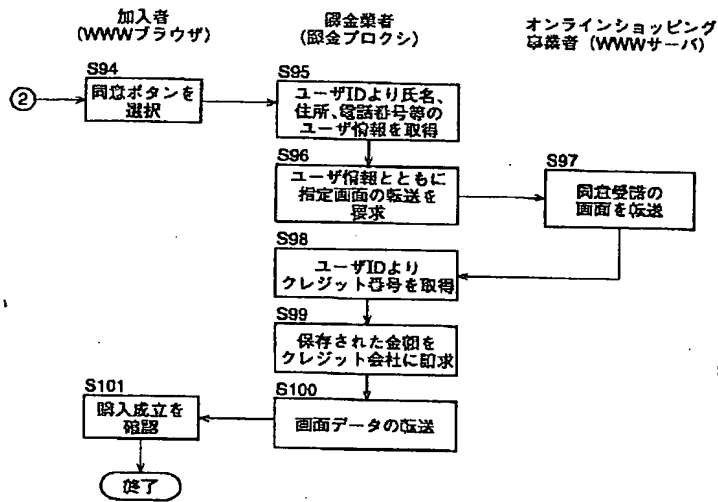 加入者
(WWWブラウザ)
課金業者
(課金プロクシ)
オンラインショッピング
事業者 (WWWサーバ)
②
S94
同意ボタンを
選択
S95
ユーザIDより氏名、
住所、電話番号等の
ユーザ情報を取得
S96
ユーザ情報とともに
指定画面の転送を
要求
S97
同意受諾の
画面を転送
S98
ユーザIDより
クレジット番号を取得
S99
保存された金額を
クレジット会社に請求
S100
画面データの転送
S101
購入成立を
確認
終了